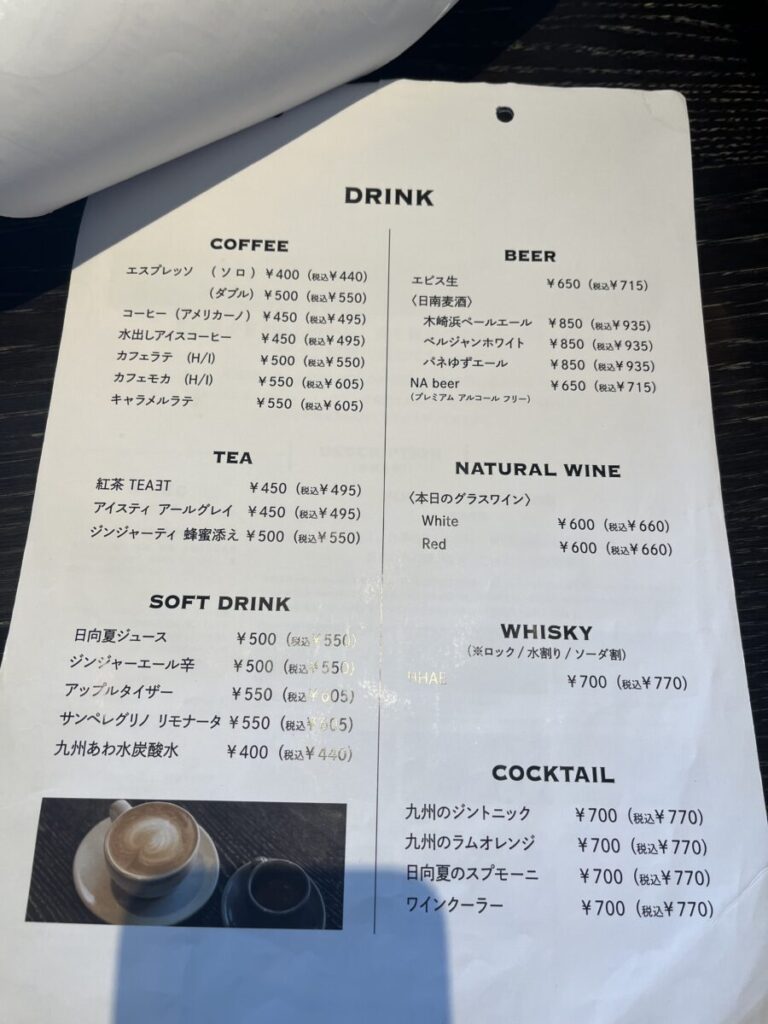 DRINK
COFFEE
エスプレッソ (ソロ) ¥400 (税込¥440)
(ダブル) ¥500 (税込¥550)
コーヒー (アメリカーノ) ¥450 (税込¥495)
水出しアイスコーヒー ¥450 (税込¥495)
カフェラテ (H/I) ¥500 (税込¥550)
カフェモカ (H/I) ¥550 (税込¥605)
キャラメルラテ ¥550 (税込¥605)
TEA
紅茶 TEAƎT ¥450 (税込¥495)
アイスティ アールグレイ ¥450 (税込¥495)
ジンジャーティ 蜂蜜添え ¥500 (税込¥550)
SOFT DRINK
日向夏ジュース ¥500 (税込¥550)
ジンジャーエール辛 ¥500 (税込¥550)
アップルタイザー ¥550 (税込¥605)
サンペレグリノ リモナータ ¥550 (税込¥605)
九州あわ水炭酸水 ¥400 (税込¥440)
BEER
エビス生 ¥650 (税込¥715)
〈日南麦酒〉
木崎浜ペールエール ¥850 (税込¥935)
ベルジャンホワイト ¥850 (税込¥935)
パネゆずエール ¥850 (税込¥935)
NA beer ¥650 (税込¥715)
(プレミアム アルコール フリー)
NATURAL WINE
〈本日のグラスワイン〉
White ¥600 (税込¥660)
Red ¥600 (税込¥660)
WHISKY
(※ロック / 水割り / ソーダ割)
¥700 (税込¥770)
COCKTAIL
九州のジントニック ¥700 (税込¥770)
九州のラムオレンジ ¥700 (税込¥770)
日向夏のスプモーニ ¥700 (税込¥770)
ワインクーラー ¥700 (税込¥770)